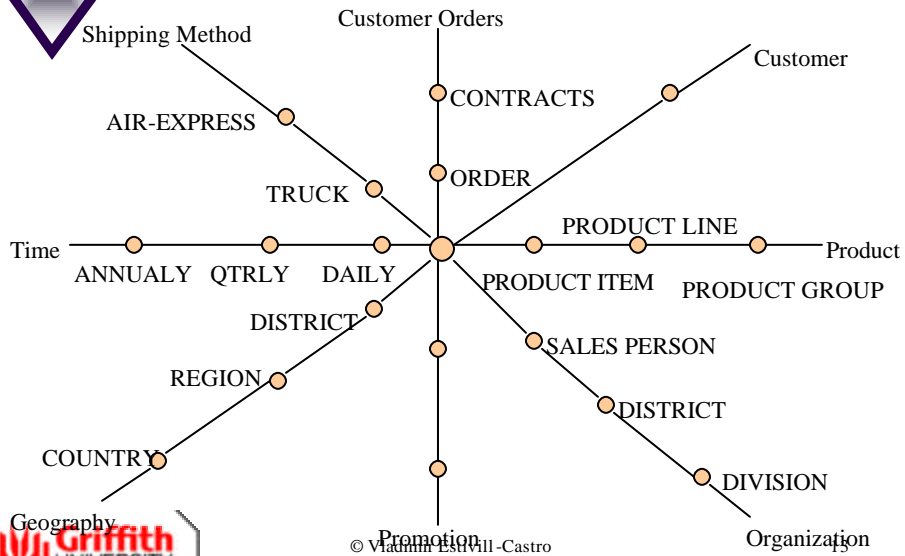 Customer Orders
Shipping Method
Customer
CONTRACTS
AIR-EXPRESS
ORDER
TRUCK
PRODUCT LINE
Time
Product
ANNUALY QTRLY DAILY
PRODUCT ITEM
PRODUCT GROUP
DISTRICT
SALES PERSON
REGION
DISTRICT
COUNTRY
DIVISION
Geography
Griffith
Promotion
Organization
© Vladimir Estivill-Castro